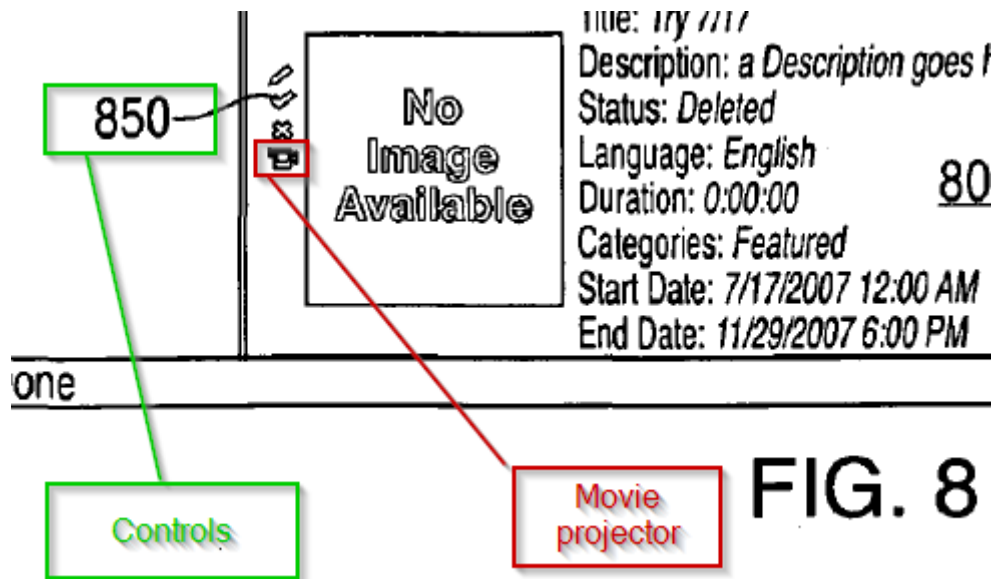 Title: Try 7/17
Description: a Description goes
Status: Deleted
Language: English
Duration: 0:00:00
Categories: Featured
Start Date: 7/17/2007 12:00 AM
End Date: 11/29/2007 6:00 PM
850
No
Image
Available
80
one
Controls
Movie
projector
FIG. 8